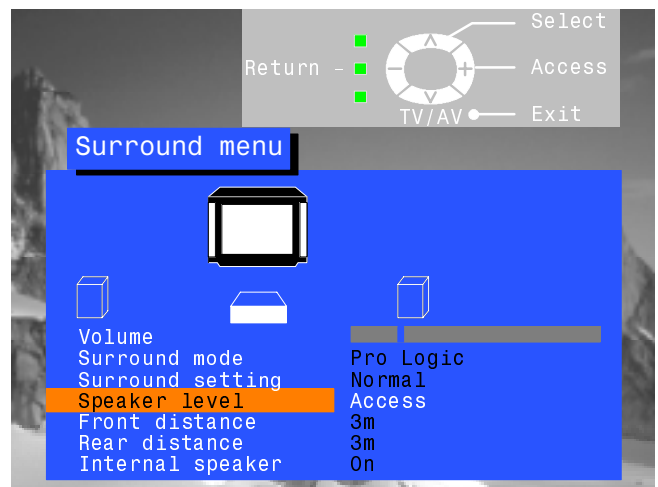 Select
Return – + Access
TV/AV Exit
Surround menu
Volume
Surround mode Pro Logic
Surround setting Normal
Speaker level Access
Front distance 3m
Rear distance 3m
Internal speaker On